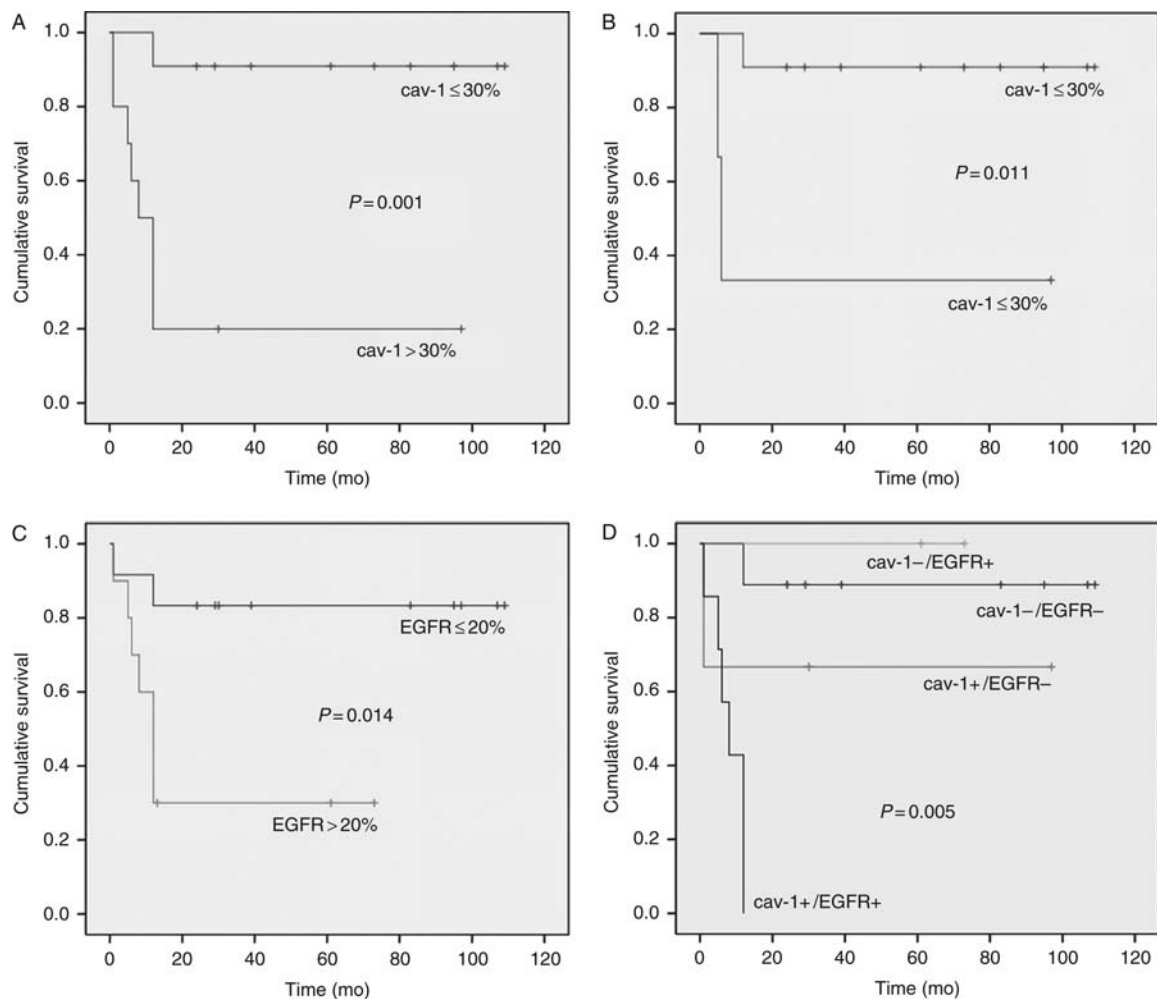 A
1.0
0.8
0.6
0.4
0.2
0.0
Cumulative survival
cav-1 ≤ 30%
P = 0.001
cav-1 > 30%
0 20 40 60 80 100 120
Time (mo)
B
1.0
0.8
0.6
0.4
0.2
0.0
Cumulative survival
cav-1 ≤ 30%
P = 0.011
cav-1 ≤ 30%
0 20 40 60 80 100 120
Time (mo)
C
1.0
0.8
0.6
0.4
0.2
0.0
Cumulative survival
EGFR ≤ 20%
P = 0.014
EGFR > 20%
0 20 40 60 80 100 120
Time (mo)
D
1.0
0.8
0.6
0.4
0.2
0.0
Cumulative survival
cav-1−/EGFR+
cav-1−/EGFR−
cav-1+/EGFR−
P = 0.005
cav-1+/EGFR+
0 20 40 60 80 100 120
Time (mo)